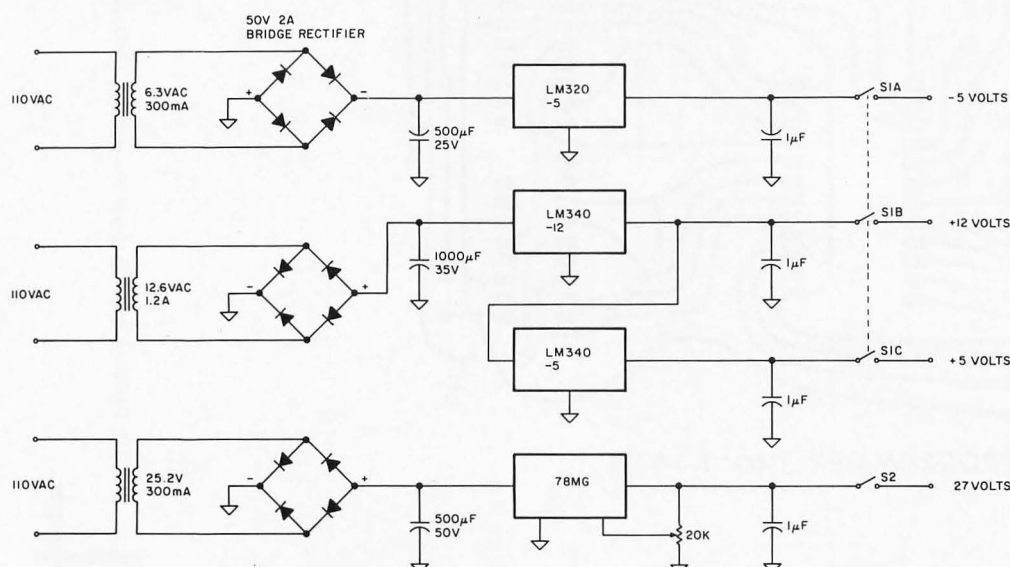 50V 2A
BRIDGE RECTIFIER
110VAC
6.3VAC
300mA
+
-
500µF
25V
LM320
-5
1µF
S1A
-5 VOLTS
110VAC
12.6VAC
1.2A
-
+
1000µF
35V
LM340
-12
1µF
S1B
+12 VOLTS
LM340
-5
1µF
S1C
+5 VOLTS
110VAC
25.2V
300mA
-
+
500µF
50V
78MG
20K
1µF
S2
27 VOLTS